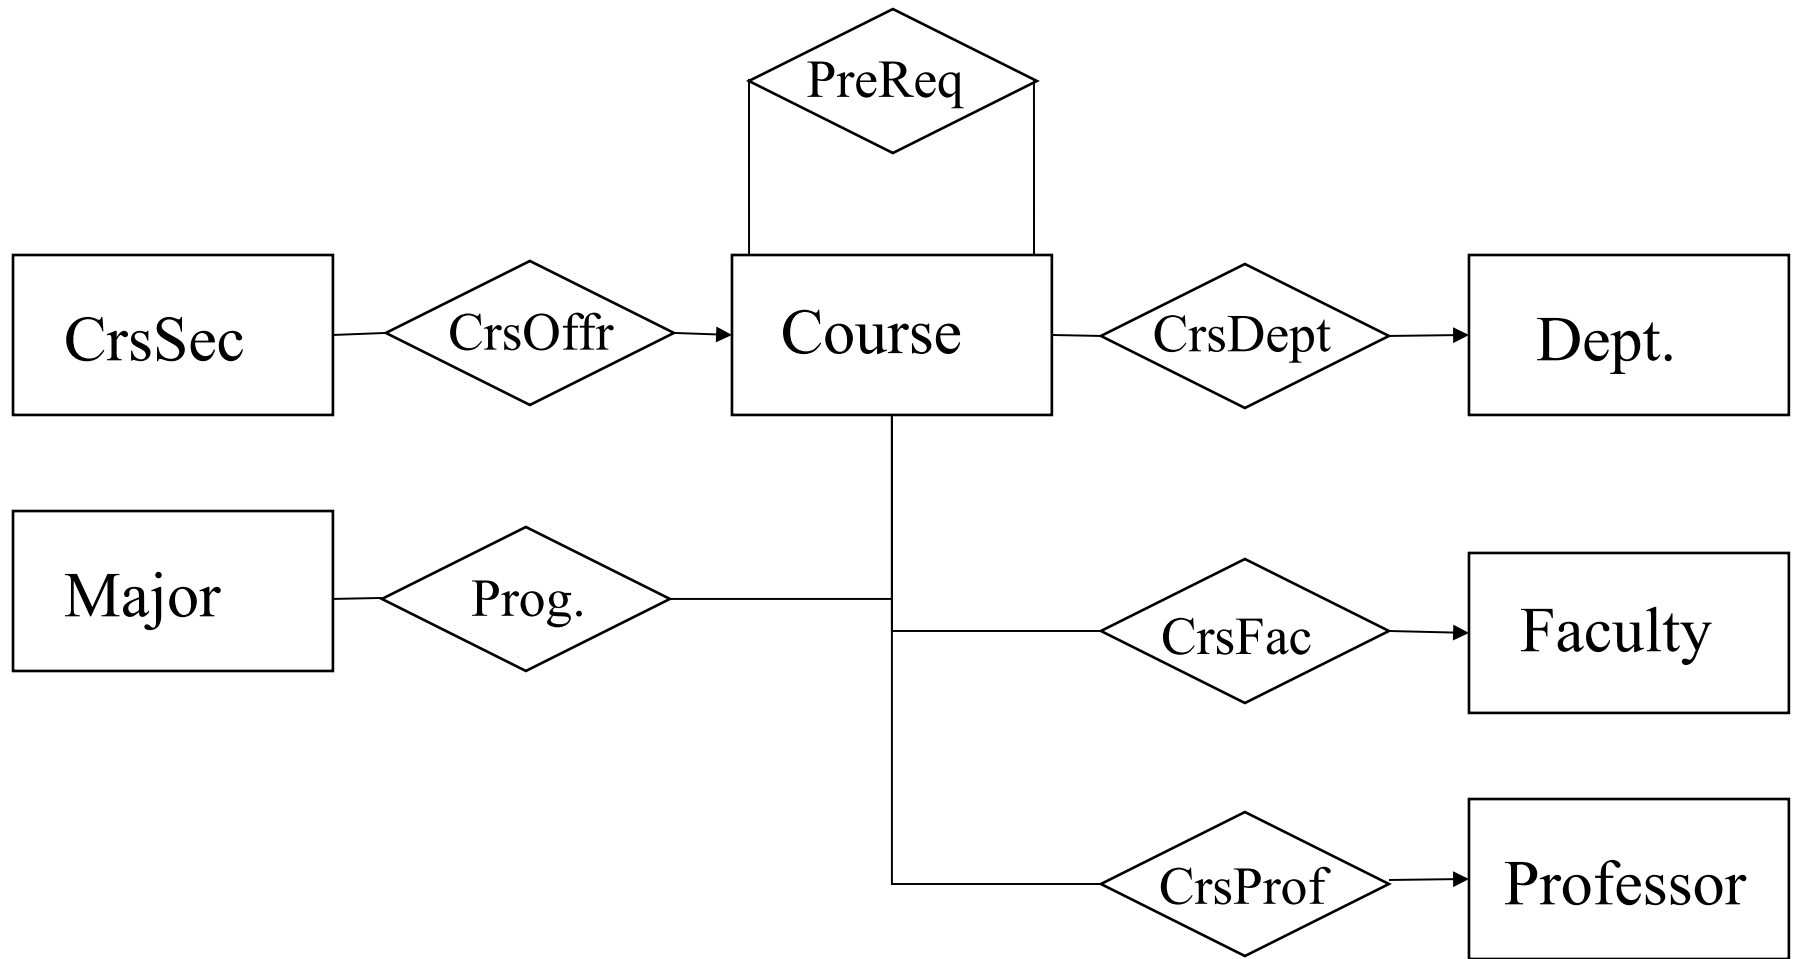 PreReq
CrsSec
CrsOffr
Course
CrsDept
Dept.
Major
Prog.
CrsFac
Faculty
CrsProf
Professor